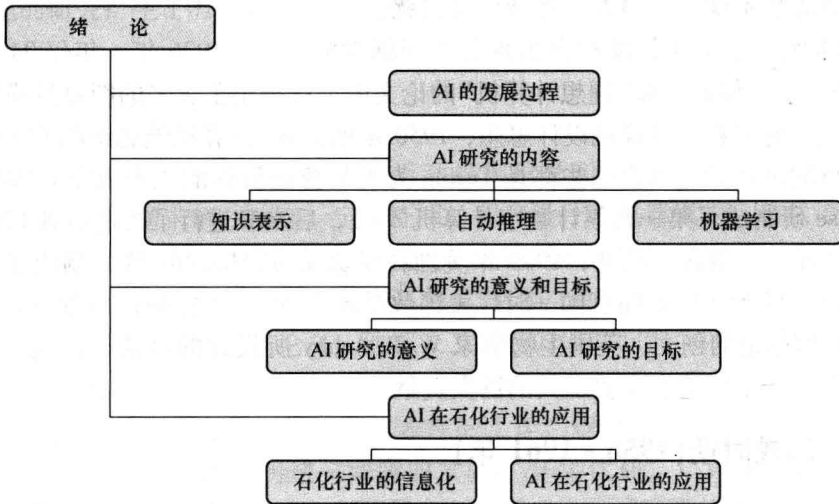 绪 论
AI的发展过程
AI研究的内容
知识表示 自动推理 机器学习
AI研究的意义和目标
AI研究的意义 AI研究的目标
AI在石化行业的应用
石化行业的信息化 AI在石化行业的应用